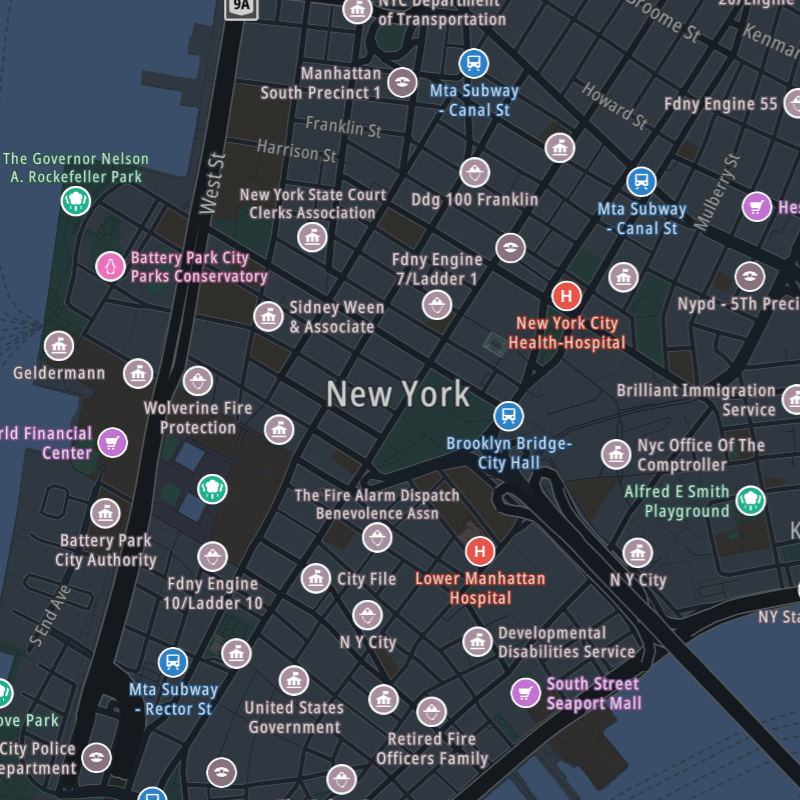 9A
NYC Department
of Transportation
Broome St
Kenmar
Manhattan
South Precinct 1
Mta Subway
- Canal St
Howard St
Fdny Engine 55
Franklin St
Harrison St
The Governor Nelson
A. Rockefeller Park
West St
New York State Court
Clerks Association
Ddg 100 Franklin
Mta Subway
- Canal St
Mulberry St
Hes
Battery Park City
Parks Conservatory
Fdny Engine
7/Ladder 1
Nypd - 5Th Preci
Sidney Ween
& Associate
H
New York City
Health-Hospital
Geldermann
New York
Wolverine Fire
Protection
Brilliant Immigration
Service
rld Financial
Center
Brooklyn Bridge-
City Hall
Nyc Office Of The
Comptroller
The Fire Alarm Dispatch
Benevolence Assn
Alfred E Smith
Playground
Battery Park
City Authority
H
Lower Manhattan
Hospital
K
Fdny Engine
10/Ladder 10
City File
N Y City
S End Ave
N Y City
NY Sta
Developmental
Disabilities Service
Mta Subway
- Rector St
South Street
Seaport Mall
ove Park
United States
Government
Retired Fire
Officers Family
City Police
epartment